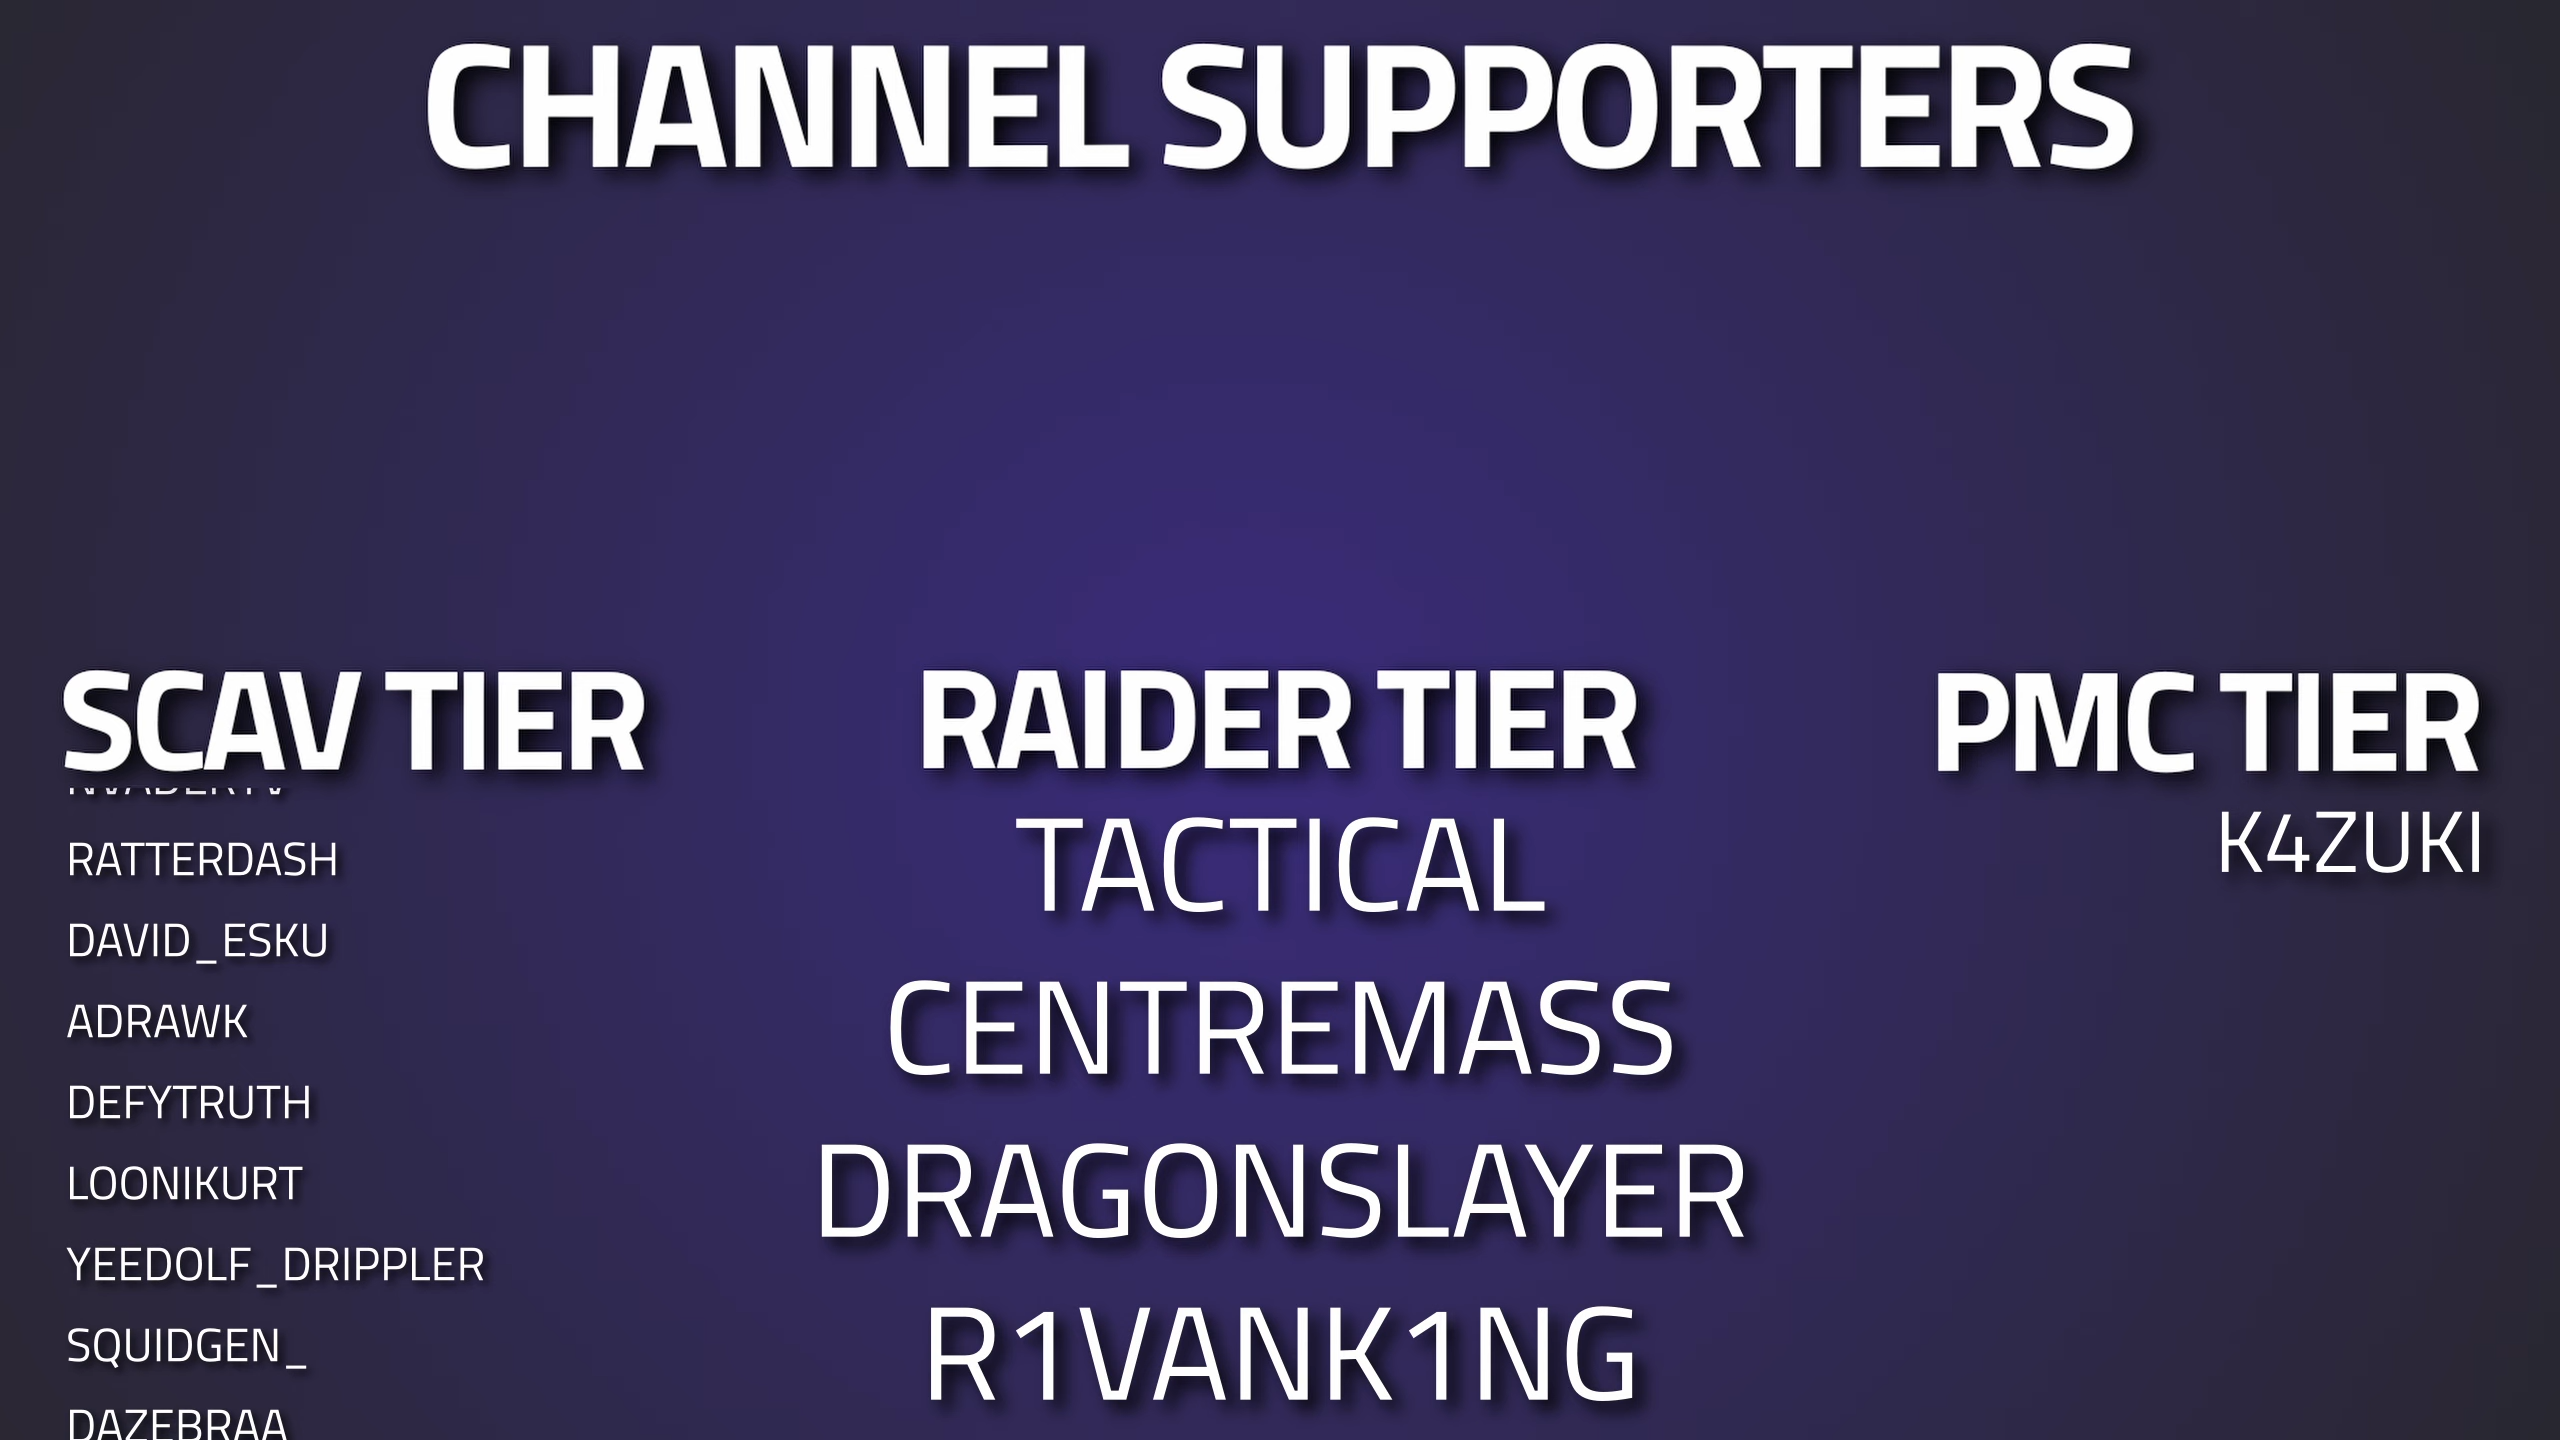 CHANNEL SUPPORTERS
SCAV TIER
RATTERDASH
DAVID_ESKU
ADRAWK
DEFYTRUTH
LOONIKURT
YEEDOLF_DRIPPLER
SQUIDGEN_
DAZEBRAA
RAIDER TIER
TACTICAL
CENTREMASS
DRAGONSLAYER
R1VANK1NG
PMC TIER
K4ZUKI